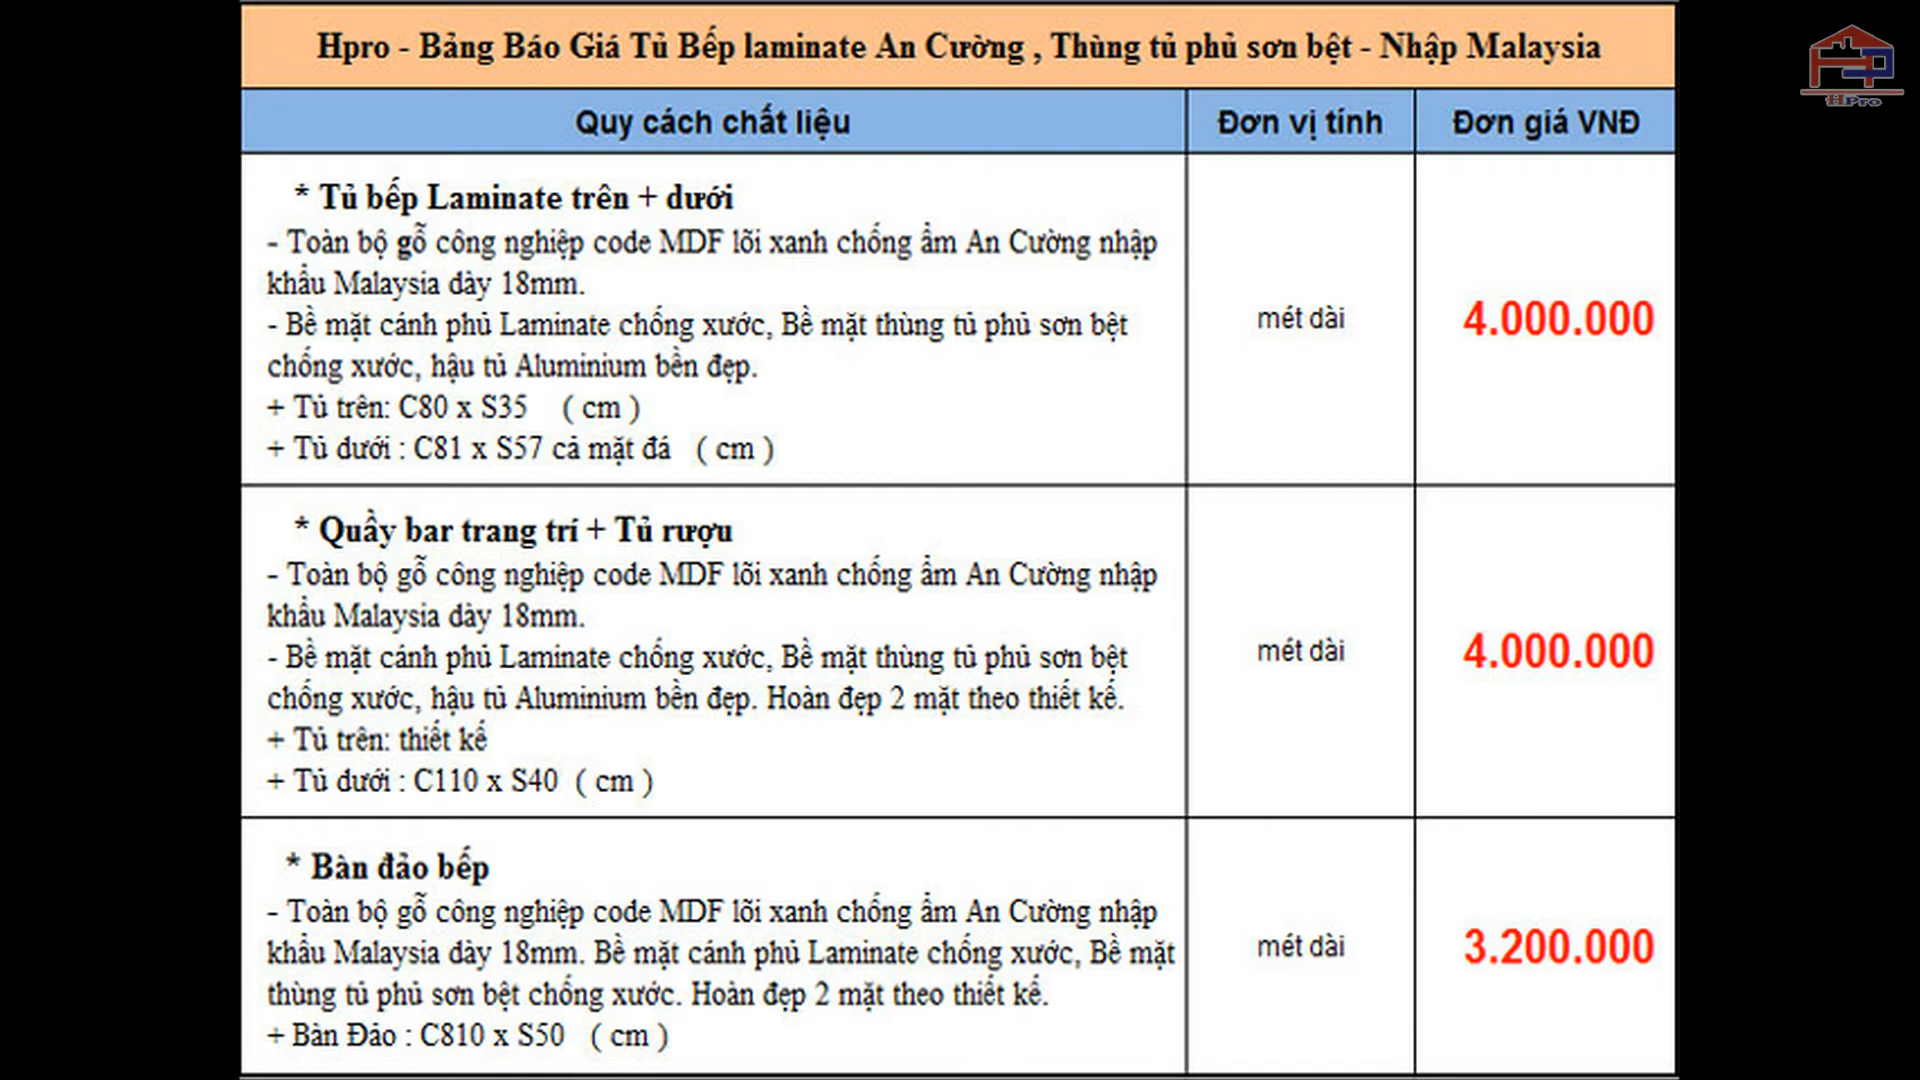 Hpro - Bảng Báo Giá Tủ Bếp laminate An Cường , Thùng tủ phủ sơn bệt - Nhập Malaysia
HPro
Quy cách chất liệu
Đơn vị tính
Đơn giá VNĐ
* Tủ bếp Laminate trên + dưới
- Toàn bộ gỗ công nghiệp code MDF lõi xanh chống ẩm An Cường nhập
khẩu Malaysia dày 18mm.
- Bề mặt cánh phủ Laminate chống xước, Bề mặt thùng tủ phủ sơn bệt
chống xước, hậu tủ Aluminium bền đẹp.
+ Tủ trên: C80 x S35 ( cm )
+ Tủ dưới : C81 x S57 cả mặt đá ( cm )
mét dài
4.000.000
* Quầy bar trang trí + Tủ rượu
- Toàn bộ gỗ công nghiệp code MDF lõi xanh chống ẩm An Cường nhập
khẩu Malaysia dày 18mm.
- Bề mặt cánh phủ Laminate chống xước, Bề mặt thùng tủ phủ sơn bệt
chống xước, hậu tủ Aluminium bền đẹp. Hoàn đẹp 2 mặt theo thiết kế.
+ Tủ trên: thiết kế
+ Tủ dưới : C110 x S40 ( cm )
mét dài
4.000.000
* Bàn đảo bếp
- Toàn bộ gỗ công nghiệp code MDF lõi xanh chống ẩm An Cường nhập
khẩu Malaysia dày 18mm. Bề mặt cánh phủ Laminate chống xước, Bề mặt
thùng tủ phủ sơn bệt chống xước. Hoàn đẹp 2 mặt theo thiết kế.
+ Bàn Đảo : C810 x S50 ( cm )
mét dài
3.200.000